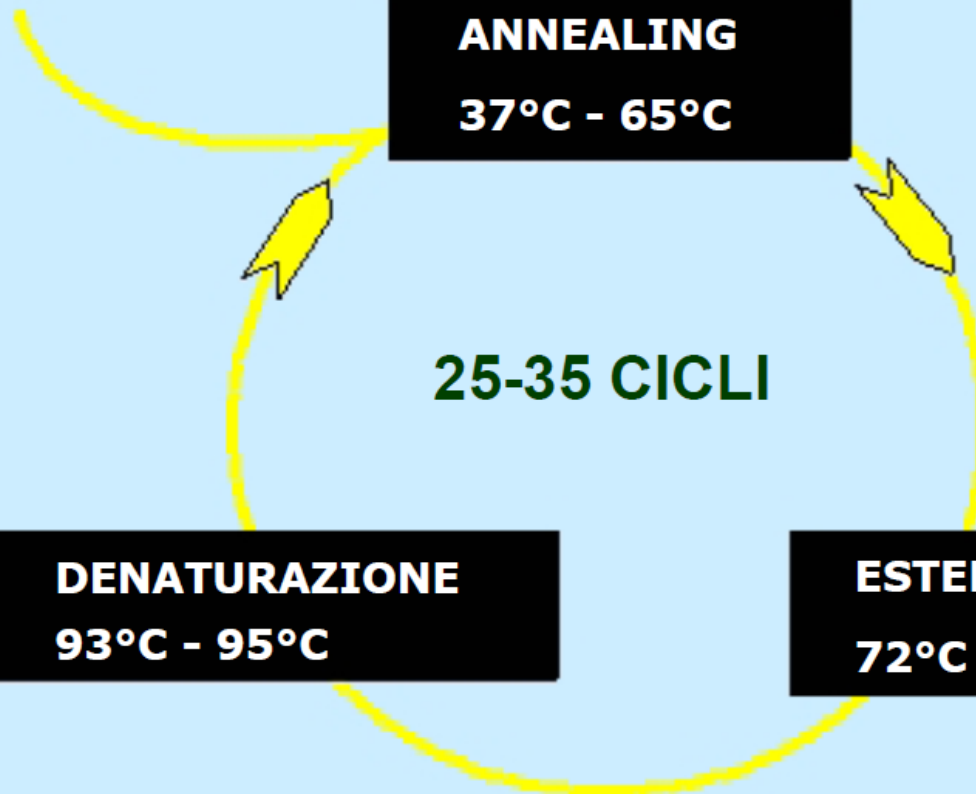 ANNEALING
37°C - 65°C
25-35 CICLI
DENATURAZIONE
93°C - 95°C
72°C